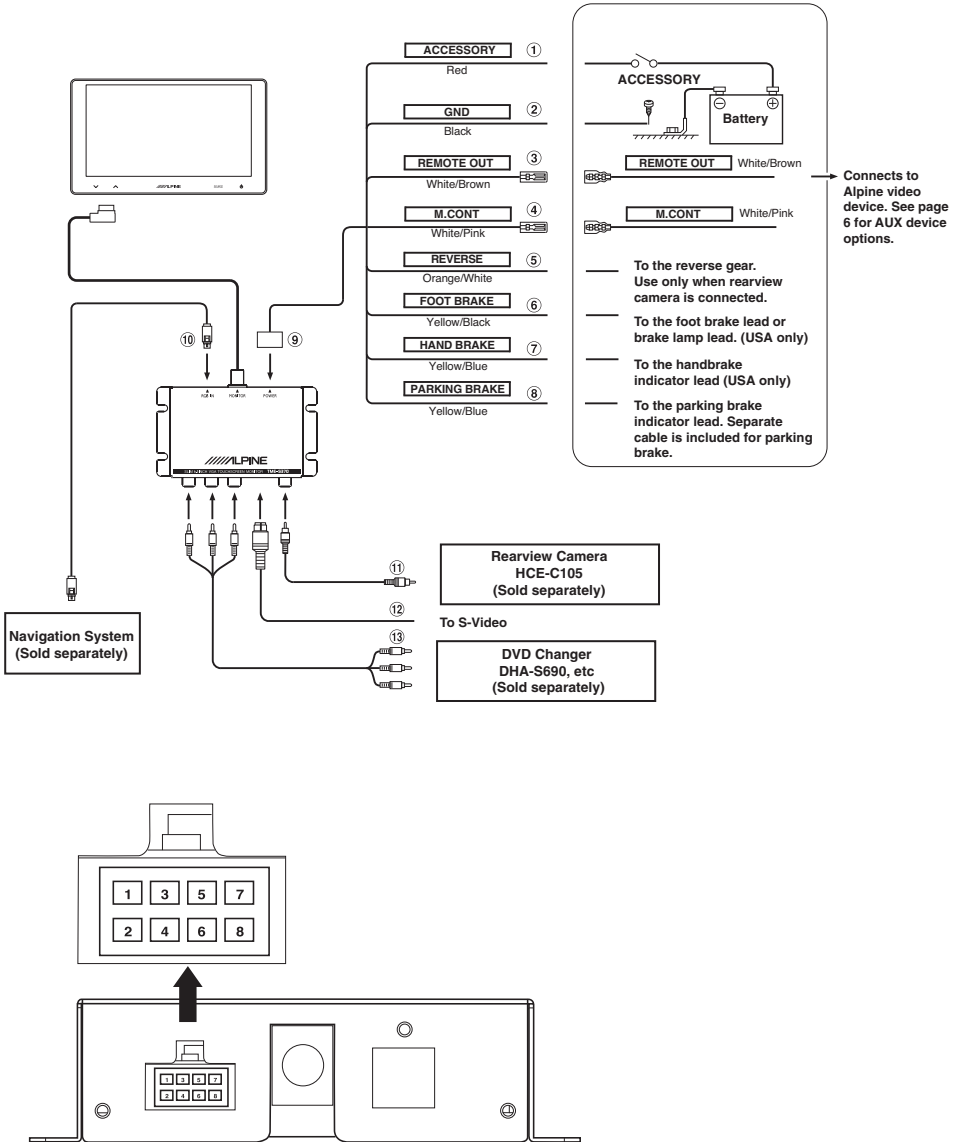 ACCESSORY ①
Red
GND ②
Black
REMOTE OUT ③
White/Brown
M.CONT ④
White/Pink
REVERSE ⑤
Orange/White
FOOT BRAKE ⑥
Yellow/Black
HAND BRAKE ⑦
Yellow/Blue
PARKING BRAKE ⑧
Yellow/Blue
ACCESSORY
Battery
REMOTE OUT White/Brown
M.CONT White/Pink
Connects to
Alpine video
device. See page
6 for AUX device
options.
To the reverse gear.
Use only when rearview
camera is connected.
To the foot brake lead or
brake lamp lead. (USA only)
To the handbrake
indicator lead (USA only)
To the parking brake
indicator lead. Separate
cable is included for parking
brake.
ALPINE
⑩
⑨
RGB IN MONITOR POWER
ALPINE
TOUCHSCREEN MONITOR
⑪
Rearview Camera
HCE-C105
(Sold separately)
⑫
To S-Video
⑬
DVD Changer
DHA-S690, etc
(Sold separately)
Navigation System
(Sold separately)
1 3 5 7
2 4 6 8
1 3 5 7
2 4 6 8